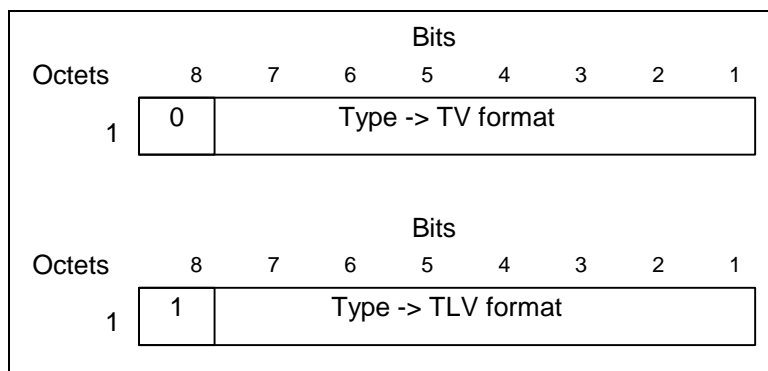 Bits
Octets 8 7 6 5 4 3 2 1
1 0 Type -> TV format
Bits
Octets 8 7 6 5 4 3 2 1
1 1 Type -> TLV format